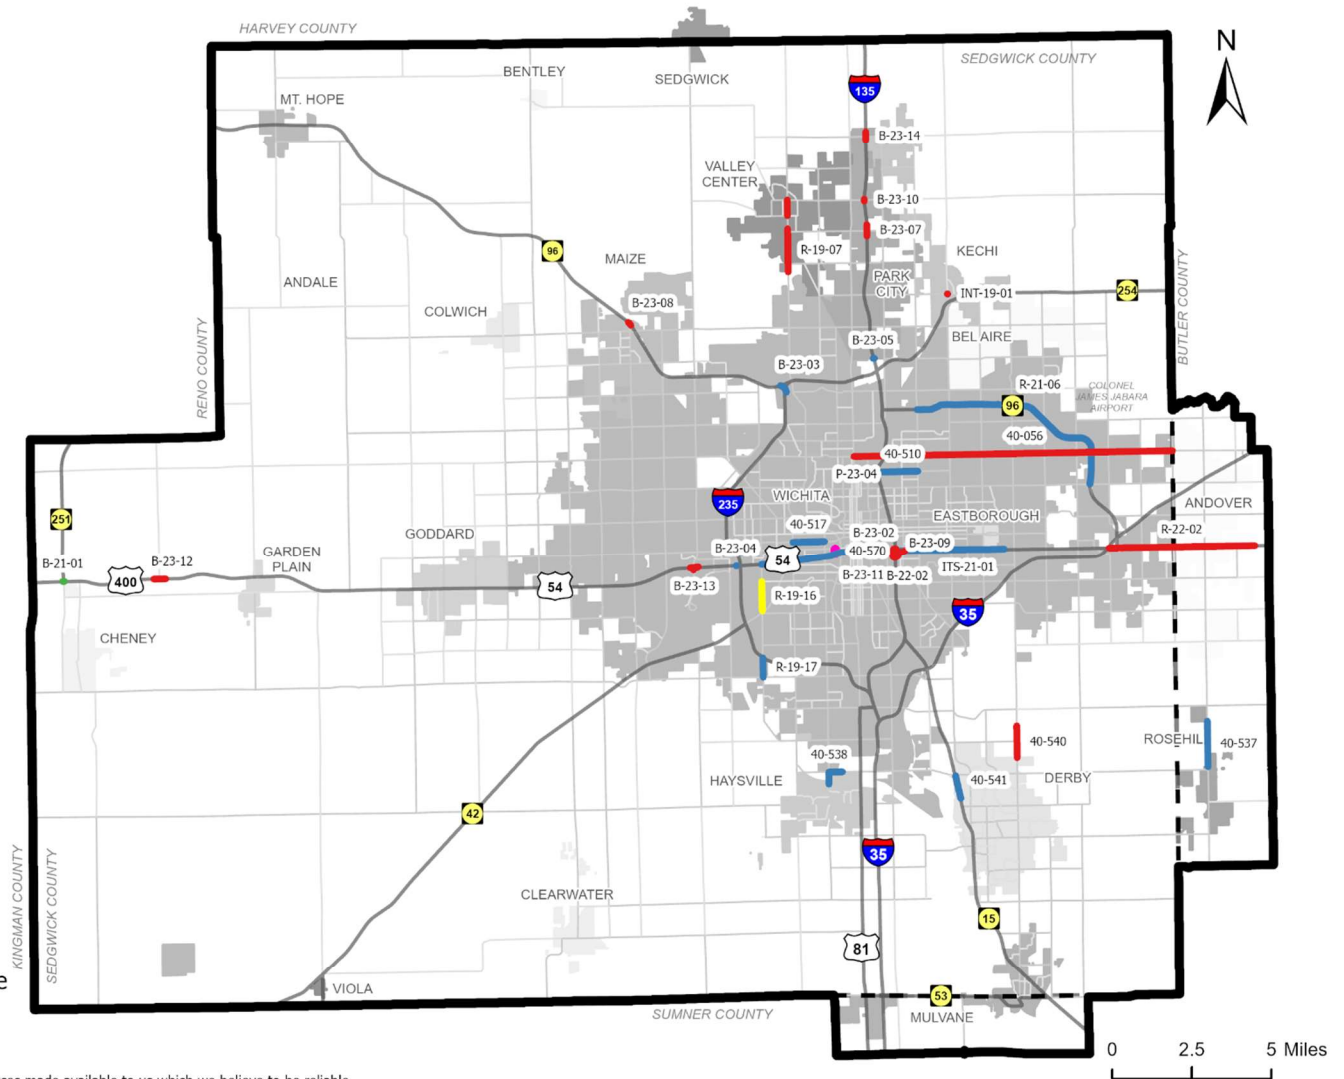 HARVEY COUNTY
SEDGWICK COUNTY
N
BENTLEY
SEDGWICK
135
MT. HOPE
B-23-14
VALLEY
CENTER
B-23-10
B-23-07
R-19-07
96
MAIZE
KECHI
PARK
CITY
ANDALE
INT-19-01
254
BUTLER COUNTY
B-23-08
COLWICH
RENO COUNTY
B-23-05
BEL AIRE
B-23-03
R-21-06
COLONEL
JAMES JABARA
AIRPORT
96
40-056
40-510
P-23-04
235
WICHITA
ANDOVER
251
40-517
EASTBOROUGH
R-22-02
GODDARD
B-23-02
B-23-09
B-23-04
40-570
GARDEN
PLAIN
B-21-01
B-23-12
54
ITS-21-01
400
54
B-23-13
B-23-11
B-22-02
R-19-16
35
CHENEY
R-19-17
40-540
ROSEHIL
40-537
40-538
HAYSVILLE
40-541
DERBY
42
35
KINGMAN COUNTY
SEDGWICK COUNTY
CLEARWATER
15
81
VIOLA
53
SUMNER COUNTY
MULVANE
0 2.5 5 Miles